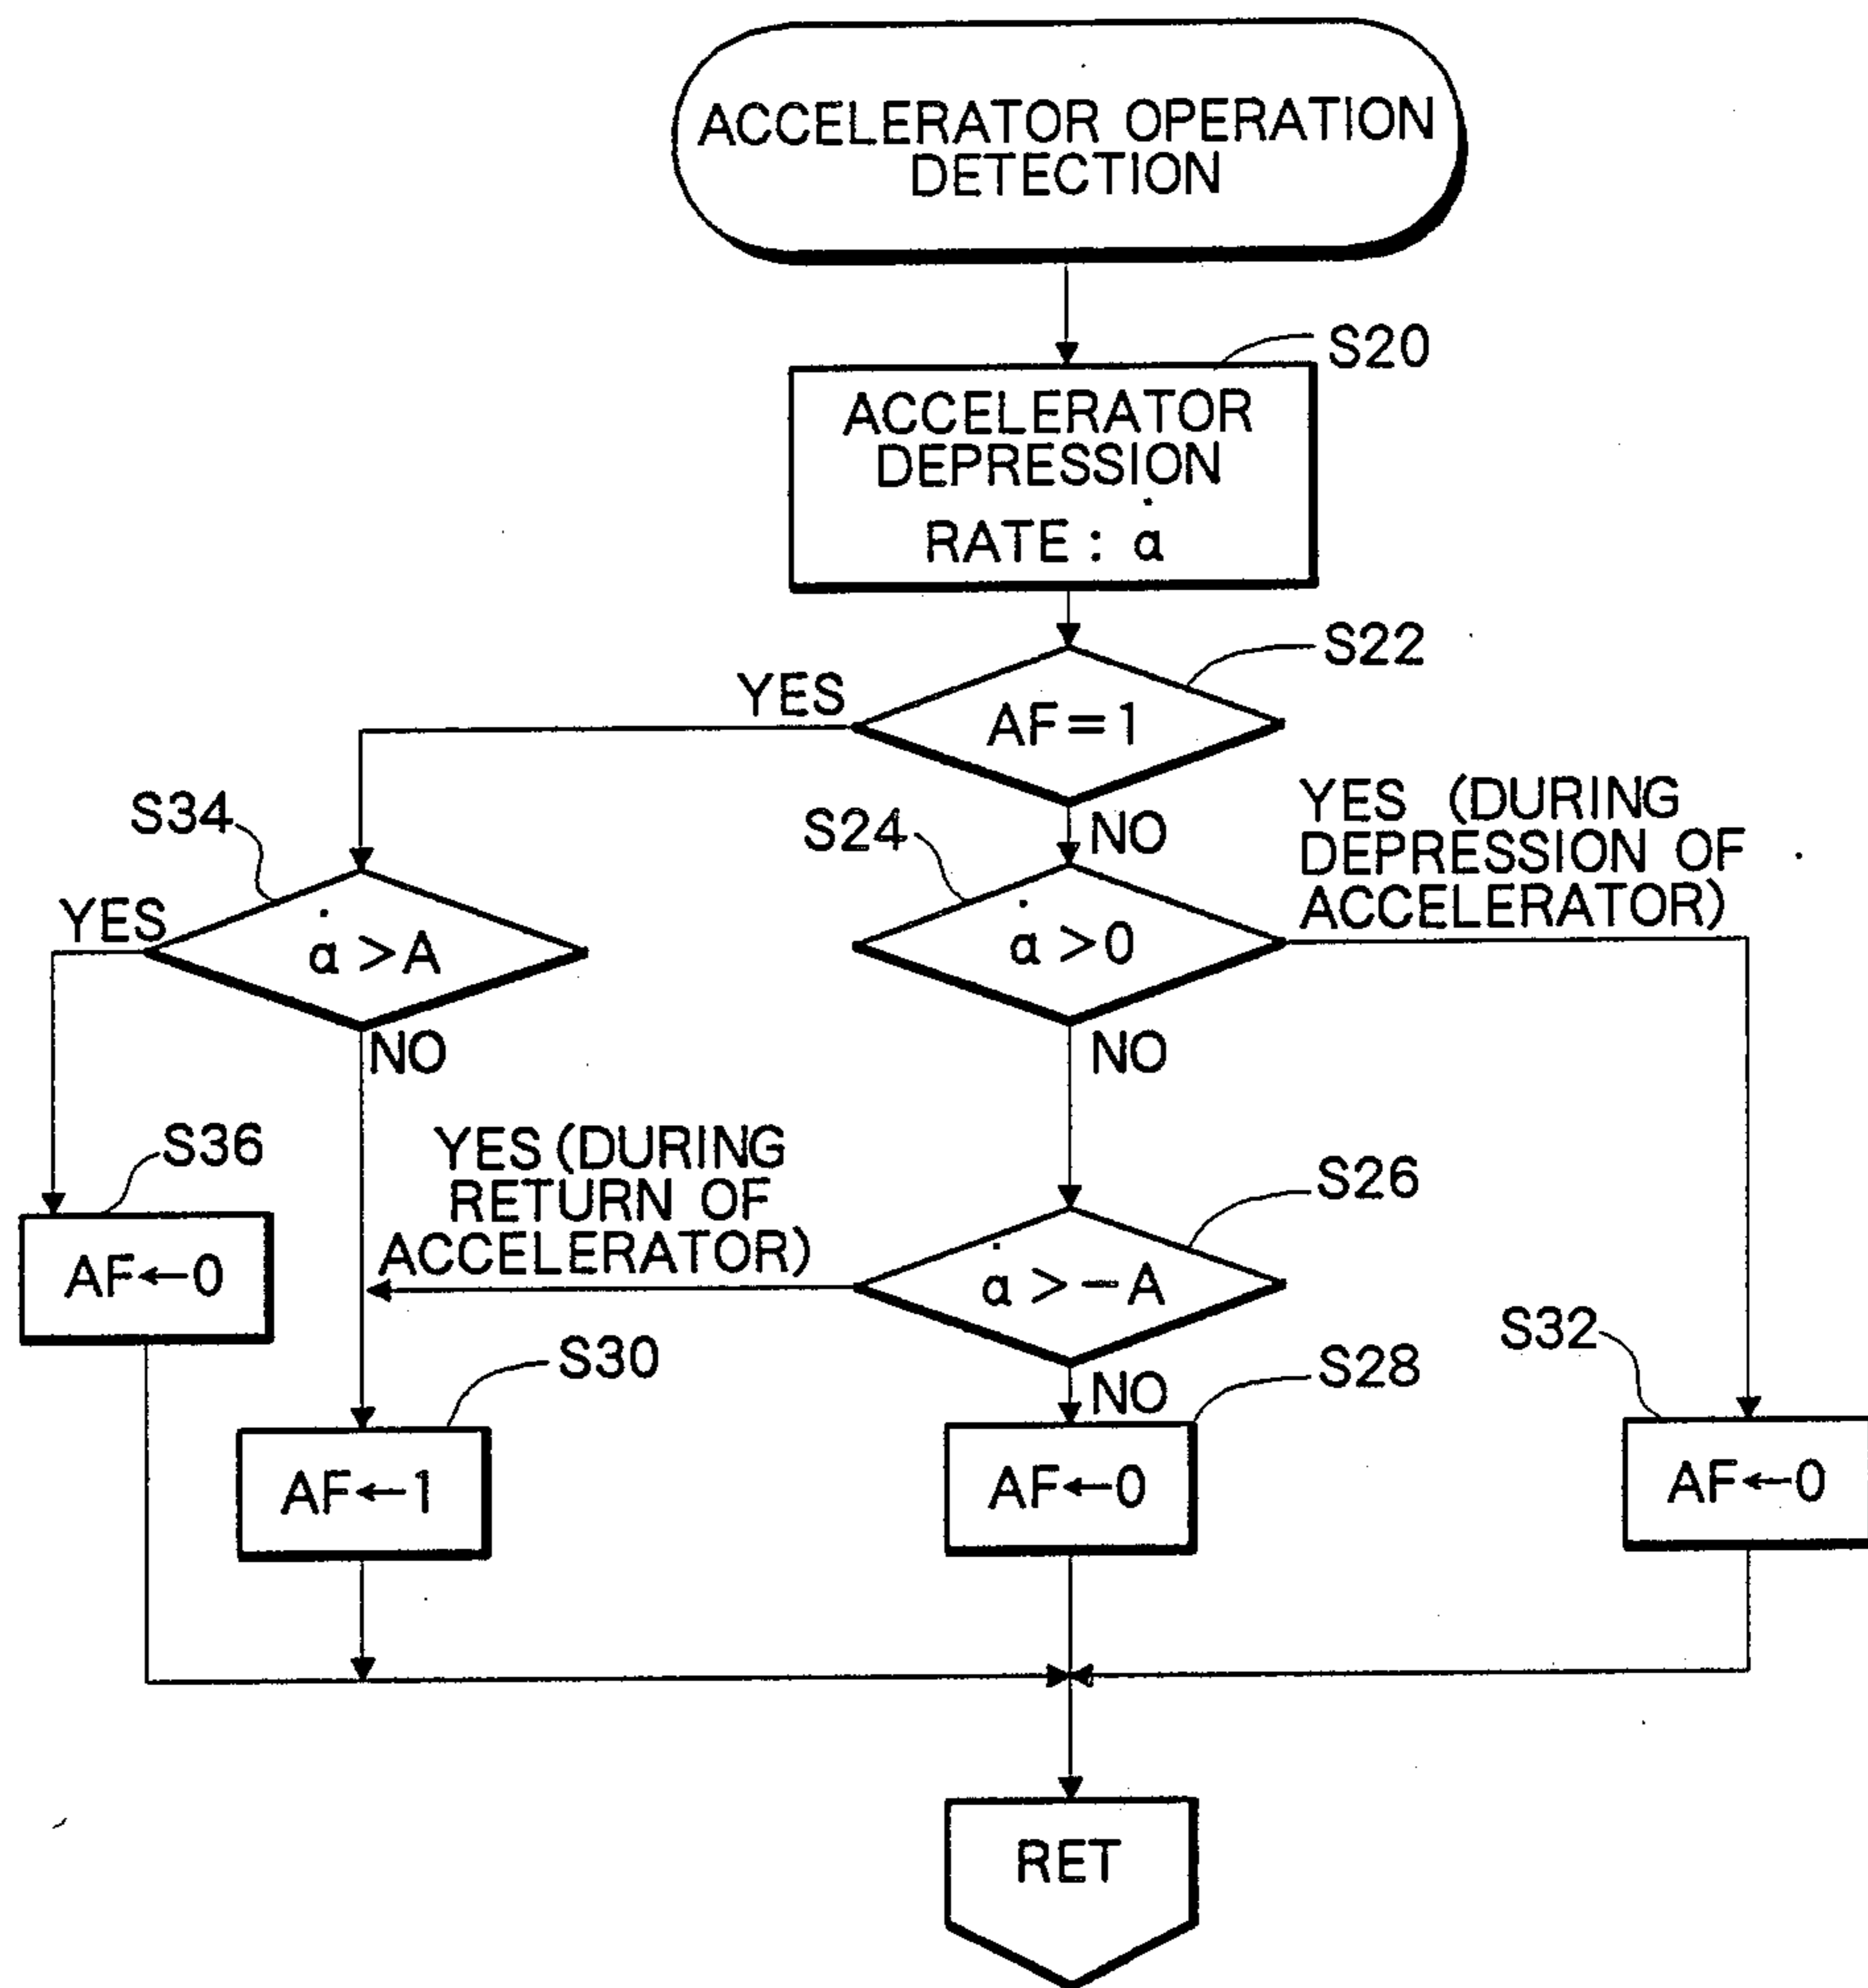 ACCELERATOR OPERATION
DETECTION
S20
ACCELERATOR
DEPRESSION
RATE : ȧ
S22
YES
AF=1
S34
S24
NO
YES (DURING
DEPRESSION OF
ACCELERATOR)
YES
ȧ >A
ȧ >0
NO
NO
S36
YES (DURING
RETURN OF
ACCELERATOR)
S26
AF←0
ȧ >-A
S30
S28
S32
NO
AF←1
AF←0
AF←0
RET